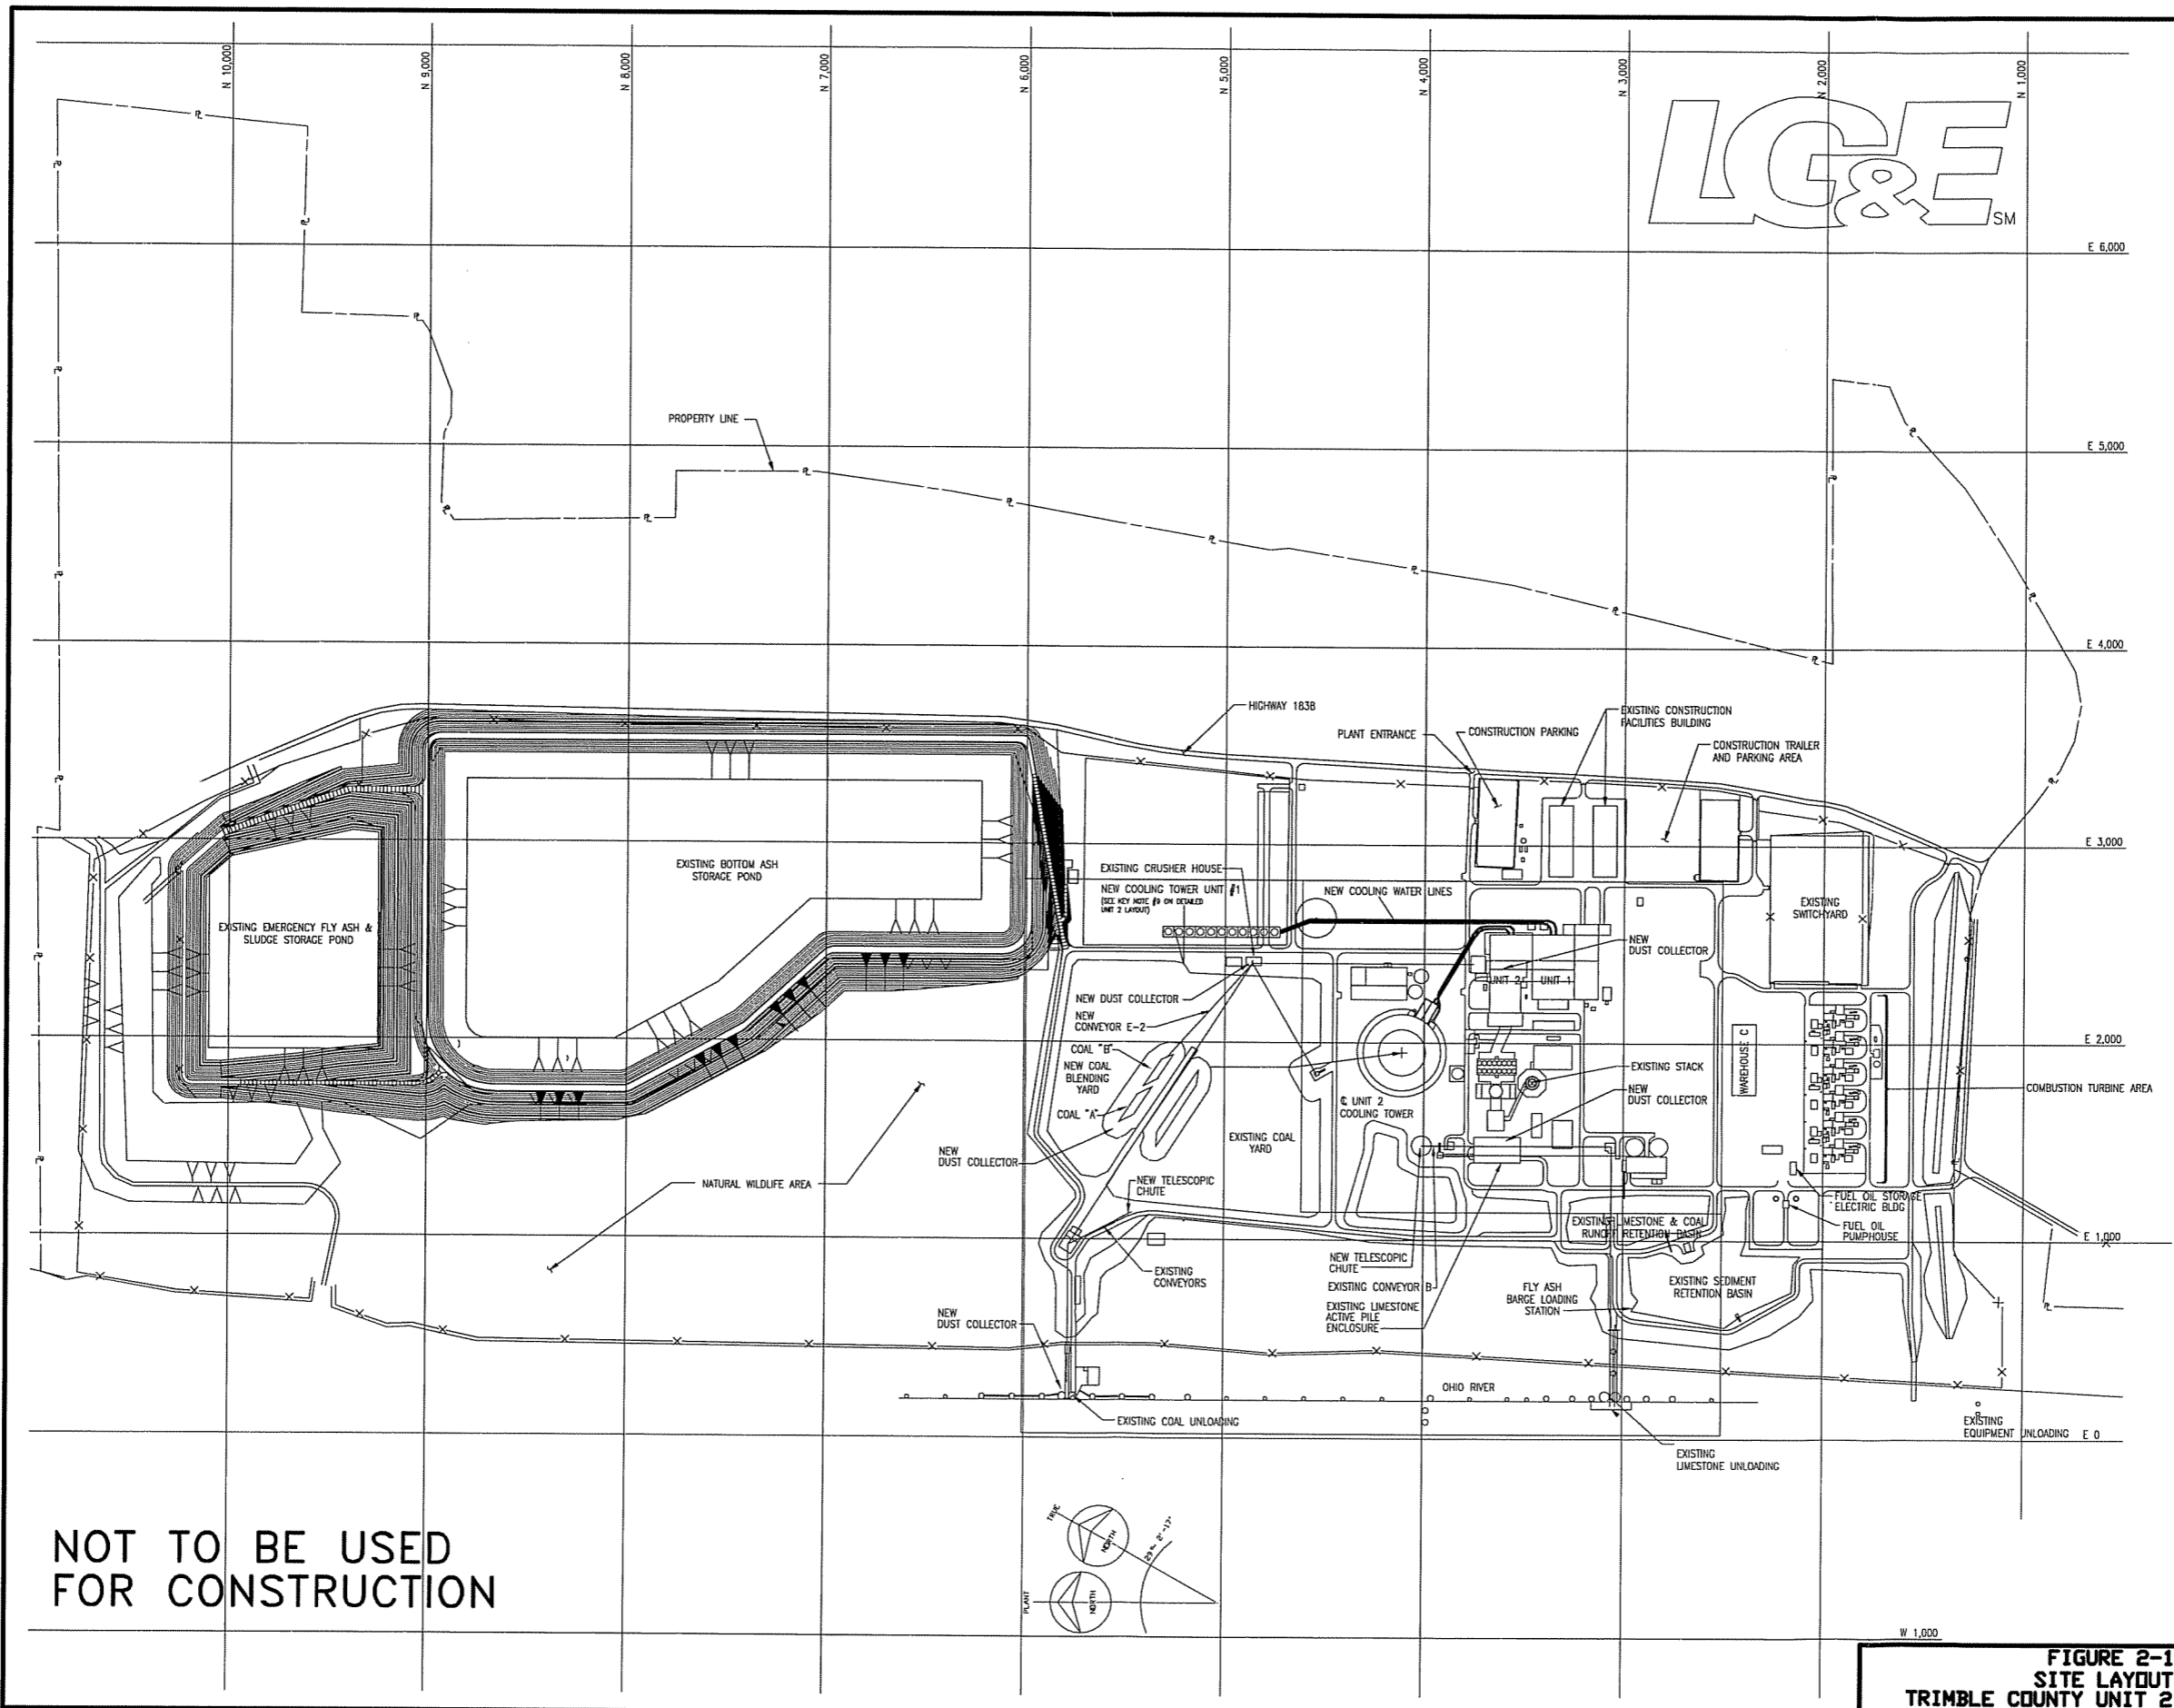 N 10,000
N 9,000
N 8,000
N 7,000
N 6,000
N 5,000
N 4,000
N 3,000
N 2,000
N 1,000
LG&E
SM
E 6,000
PROPERTY LINE
E 5,000
E 4,000
HIGHWAY 1838
PLANT ENTRANCE
CONSTRUCTION PARKING
EXISTING CONSTRUCTION
FACILITIES BUILDING
CONSTRUCTION TRAILER
AND PARKING AREA
E 3,000
EXISTING BOTTOM ASH
STORAGE POND
EXISTING EMERGENCY FLY ASH &
SLUDGE STORAGE POND
EXISTING CRUSHER HOUSE
NEW COOLING TOWER UNIT #1
(SEE KEY NOTE #9 ON DETAILED
UNIT 2 LAYOUT)
NEW COOLING WATER LINES
EXISTING
SWITCHYARD
NEW
DUST COLLECTOR
UNIT 2
UNIT 1
NEW DUST COLLECTOR
NEW
CONVEYOR E-2
COAL "B"
NEW COAL
BLENDING
YARD
COAL "A"
E 2,000
WAREHOUSE C
EXISTING STACK
NEW
DUST COLLECTOR
COMBUSTION TURBINE AREA
℄ UNIT 2
COOLING TOWER
EXISTING COAL
YARD
NEW
DUST COLLECTOR
NATURAL WILDLIFE AREA
NEW TELESCOPIC
CHUTE
FUEL OIL STORAGE
ELECTRIC BLDG
FUEL OIL
PUMPHOUSE
EXISTING LIMESTONE & COAL
RUNOFF RETENTION BASIN
E 1,000
NEW TELESCOPIC
CHUTE
EXISTING
CONVEYORS
EXISTING CONVEYOR B
EXISTING LIMESTONE
ACTIVE PILE
ENCLOSURE
FLY ASH
BARGE LOADING
STATION
EXISTING SEDIMENT
RETENTION BASIN
NEW
DUST COLLECTOR
OHIO RIVER
EXISTING COAL UNLOADING
EXISTING
EQUIPMENT UNLOADING
E 0
EXISTING
LIMESTONE UNLOADING
TRUE
NORTH
PLANT
NORTH
NOT TO BE USED
FOR CONSTRUCTION
W 1,000
FIGURE 2-1
SITE LAYOUT
TRIMBLE COUNTY UNIT 2